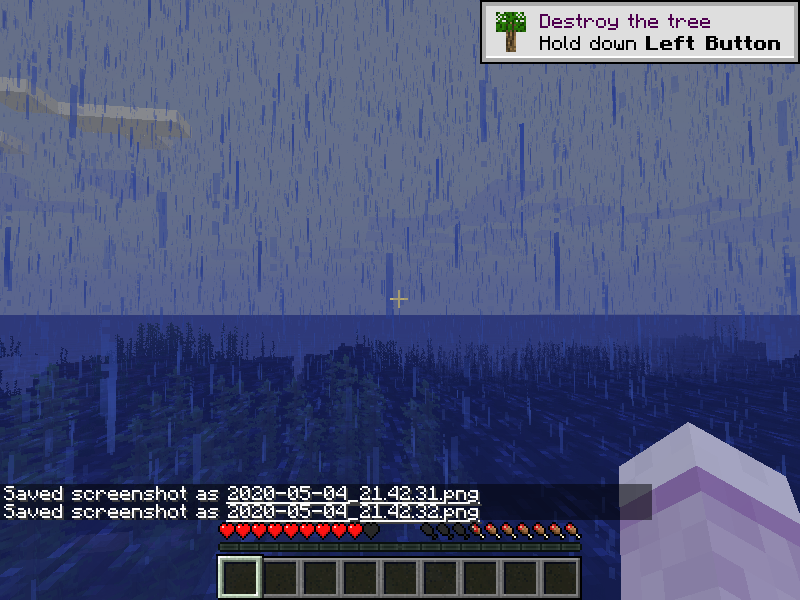 Destroy the tree
Hold down Left Button
Saved screenshot as 2020-05-04_21.42.31.png
Saved screenshot as 2020-05-04_21.42.32.png